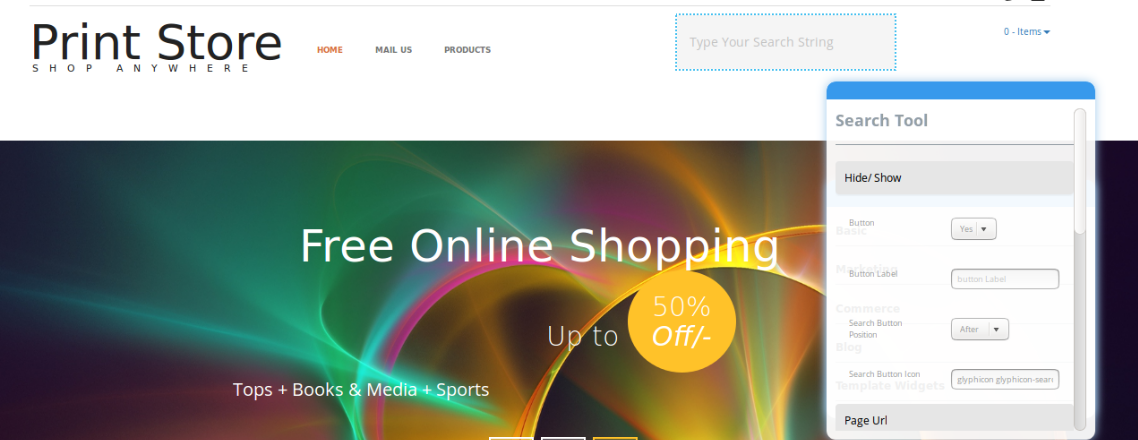 Print Store
SHOP ANYWHERE
HOME
MAIL US
PRODUCTS
Type Your Search String
0 - Items
Search Tool
Hide/ Show
Button
Yes
Basic
Marketing
Button Label
button Label
Commerce
Search Button
Position
After
Blog
Search Button Icon
glyphicon glyphicon-sear
Template Widgets
Page Url
Free Online Shopping
Up to
50%
Off/-
Tops + Books & Media + Sports